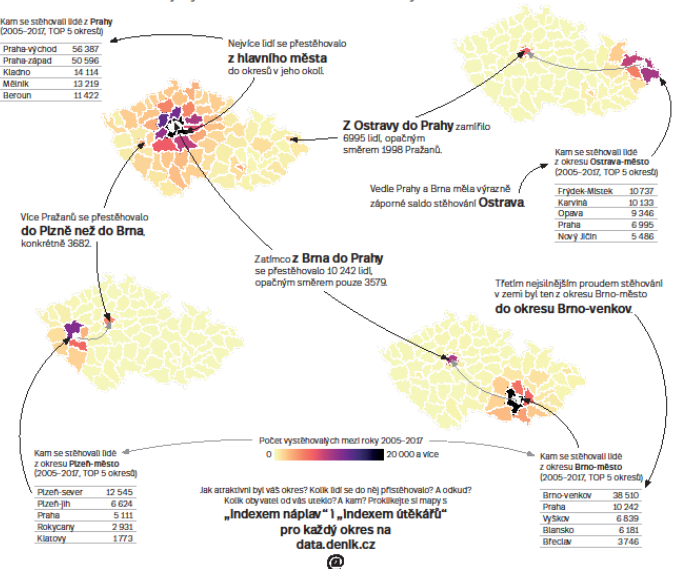 Kam se stěhovali lidé z Prahy
(2005–2017, TOP 5 okresů)
Praha-východ 56 387
Praha-západ 50 596
Kladno 14 114
Mělník 13 219
Beroun 11 422
Nejvíce lidí se přestěhovalo
z hlavního města
do okresů v jeho okolí.
Z Ostravy do Prahy zamířilo
6995 lidí, opačným
směrem 1998 Pražanů.
Kam se stěhovali lidé
z okresu Ostrava-město
(2005–2017, TOP 5 okresů)
Frýdek-Místek 10 737
Karviná 10 133
Opava 9 346
Praha 6 995
Nový Jičín 5 486
Vedle Prahy a Brna měla výrazně
záporné saldo stěhování Ostrava.
Více Pražanů se přestěhovalo
do Plzně než do Brna,
konkrétně 3682.
Zatímco z Brna do Prahy
se přestěhovalo 10 242 lidí,
opačným směrem pouze 3579.
Třetím nejsilnějším proudem stěhování
v zemi byl ten z okresu Brno-město
do okresu Brno-venkov.
Počet vystěhovalých mezi roky 2005–2017
0 20 000 a více
Kam se stěhovali lidé
z okresu Plzeň-město
(2005–2017, TOP 5 okresů)
Plzeň-sever 12 545
Plzeň-jih 6 624
Praha 5 111
Rokycany 2 931
Klatovy 1 773
Jak atraktivní byl váš okres? Kolik lidí se do něj přistěhovalo? A odkud?
Kolik obyvatel od vás uteklo? A kam? Proklikejte si mapy s
„Indexem náplav“ i „Indexem útěkářů“
pro každý okres na
data.denik.cz
@
Kam se stěhovali lidé
z okresu Brno-město
(2005–2017, TOP 5 okresů)
Brno-venkov 38 510
Praha 10 242
Vyškov 6 839
Blansko 6 181
Břeclav 3 746